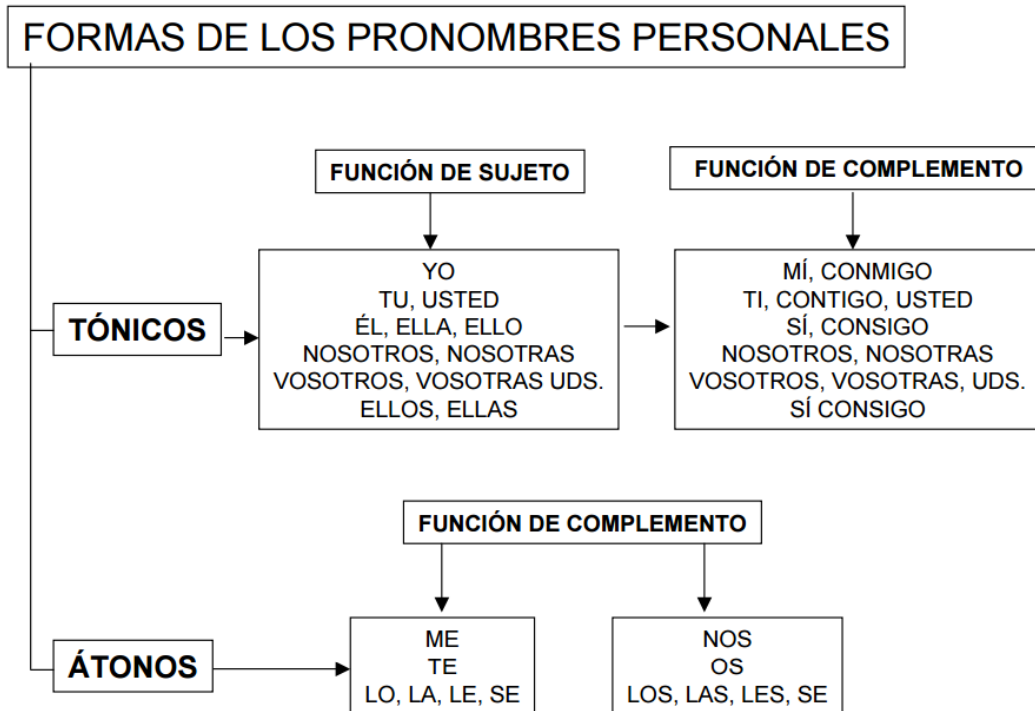 FORMAS DE LOS PRONOMBRES PERSONALES
FUNCIÓN DE SUJETO
FUNCIÓN DE COMPLEMENTO
TÓNICOS
YO
TU, USTED
ÉL, ELLA, ELLO
NOSOTROS, NOSOTRAS
VOSOTROS, VOSOTRAS UDS.
ELLOS, ELLAS
MÍ, CONMIGO
TI, CONTIGO, USTED
SÍ, CONSIGO
NOSOTROS, NOSOTRAS
VOSOTROS, VOSOTRAS, UDS.
SÍ CONSIGO
FUNCIÓN DE COMPLEMENTO
ÁTONOS
ME
TE
LO, LA, LE, SE
NOS
OS
LOS, LAS, LES, SE